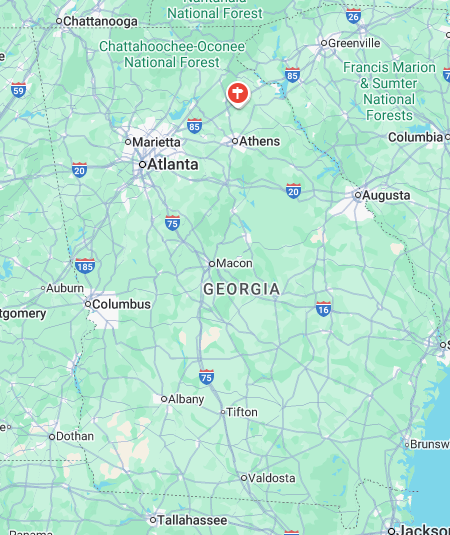 Nantahala
National Forest
Chattanooga
26
Greenville
Chattahoochee-Oconee
National Forest
85
Francis Marion
& Sumter
National
Forests
59
85
Marietta
Athens
Columbia
Atlanta
20
20
Augusta
75
Macon
185
Auburn
GEORGIA
Columbus
16
tgomery
S
75
Albany
Tifton
Dothan
Brunsw
Valdosta
Tallahassee
Jackson
Panama